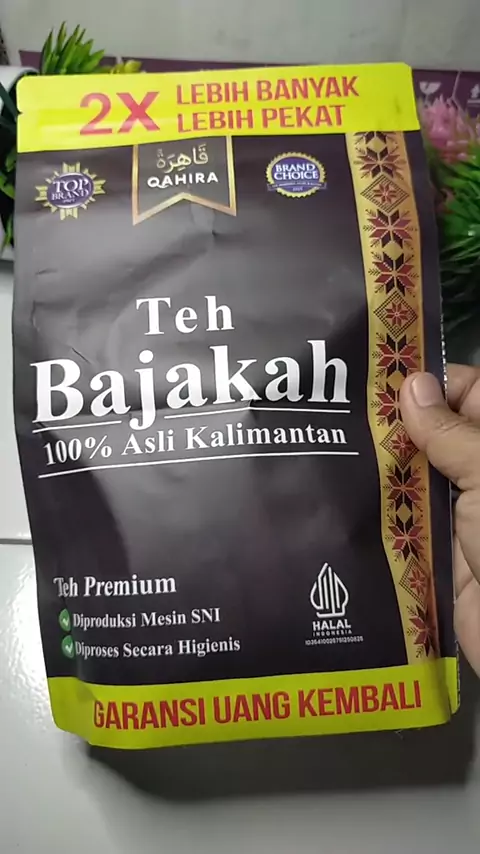 2X LEBIH BANYAK
LEBIH PEKAT
TOP
BRAND
قاهرة
QAHIRA
BRAND
CHOICE
Teh
Bajakah
100% Asli Kalimantan
Teh Premium
Diproduksi Mesin SNI
Diproses Secara Higienis
HALAL
INDONESIA
GARANSI UANG KEMBALI